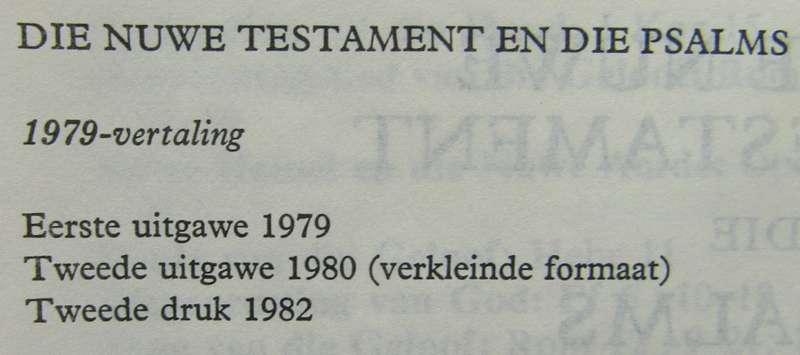 DIE NUWE TESTAMENT EN DIE PSALMS
1979-vertaling
Eerste uitgawe 1979
Tweede uitgawe 1980 (verkleinde formaat)
Tweede druk 1982